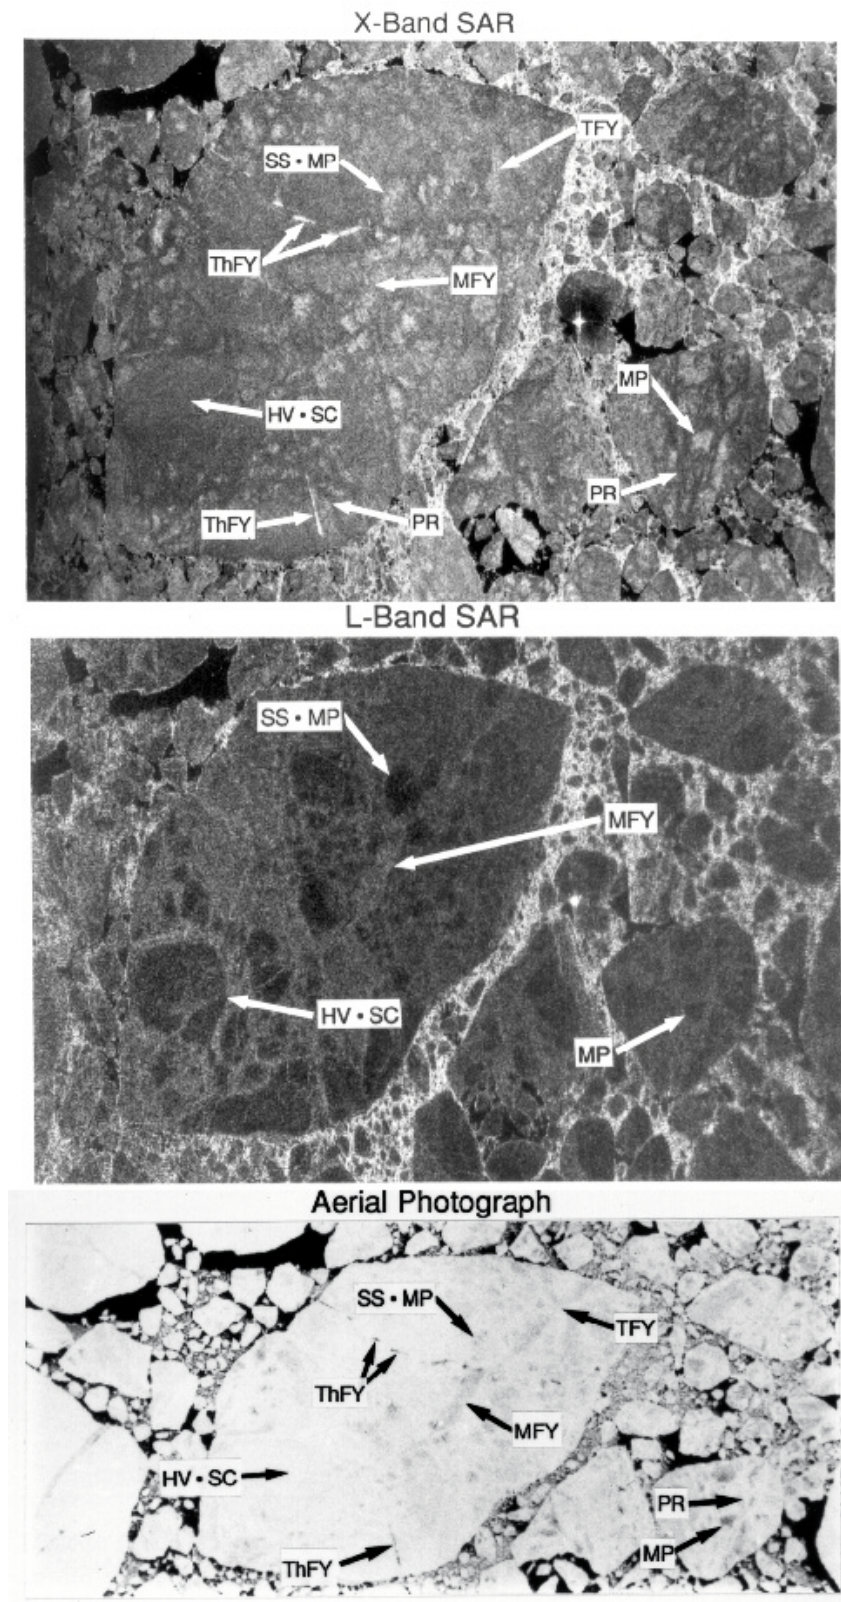 X-Band SAR
TFY
SS • MP
ThFY
MFY
MP
HV • SC
PR
ThFY
PR
L-Band SAR
SS • MP
MFY
HV • SC
MP
Aerial Photograph
SS • MP
TFY
ThFY
MFY
HV • SC
PR
MP
ThFY